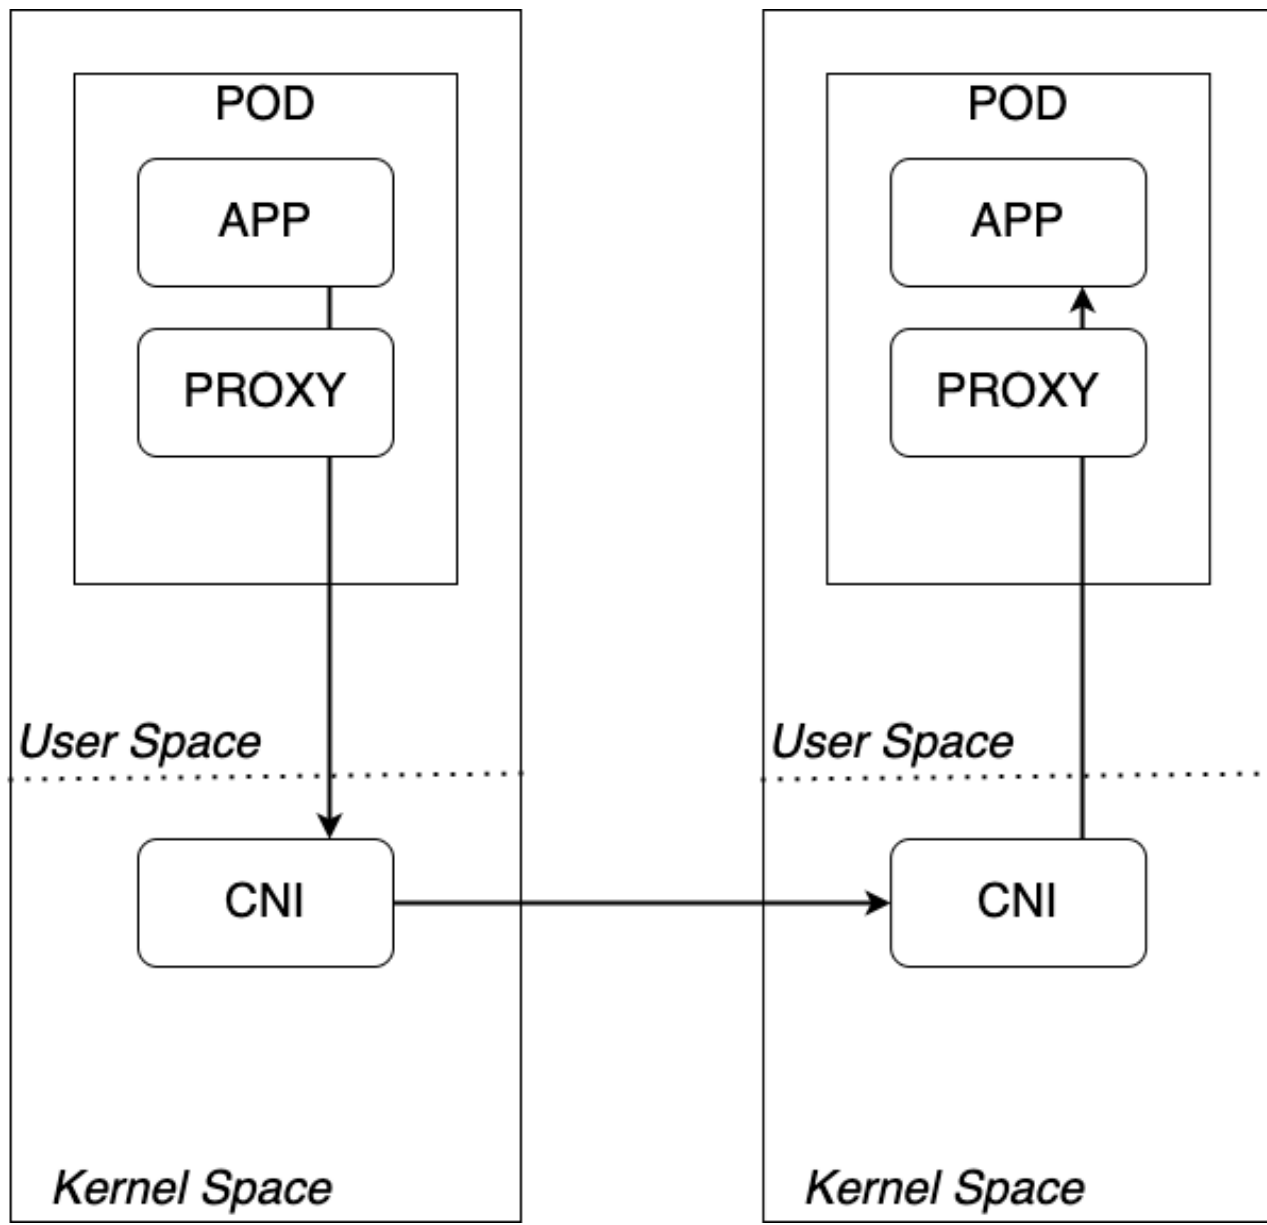 POD
APP
PROXY
User Space
CNI
Kernel Space
POD
APP
PROXY
User Space
CNI
Kernel Space